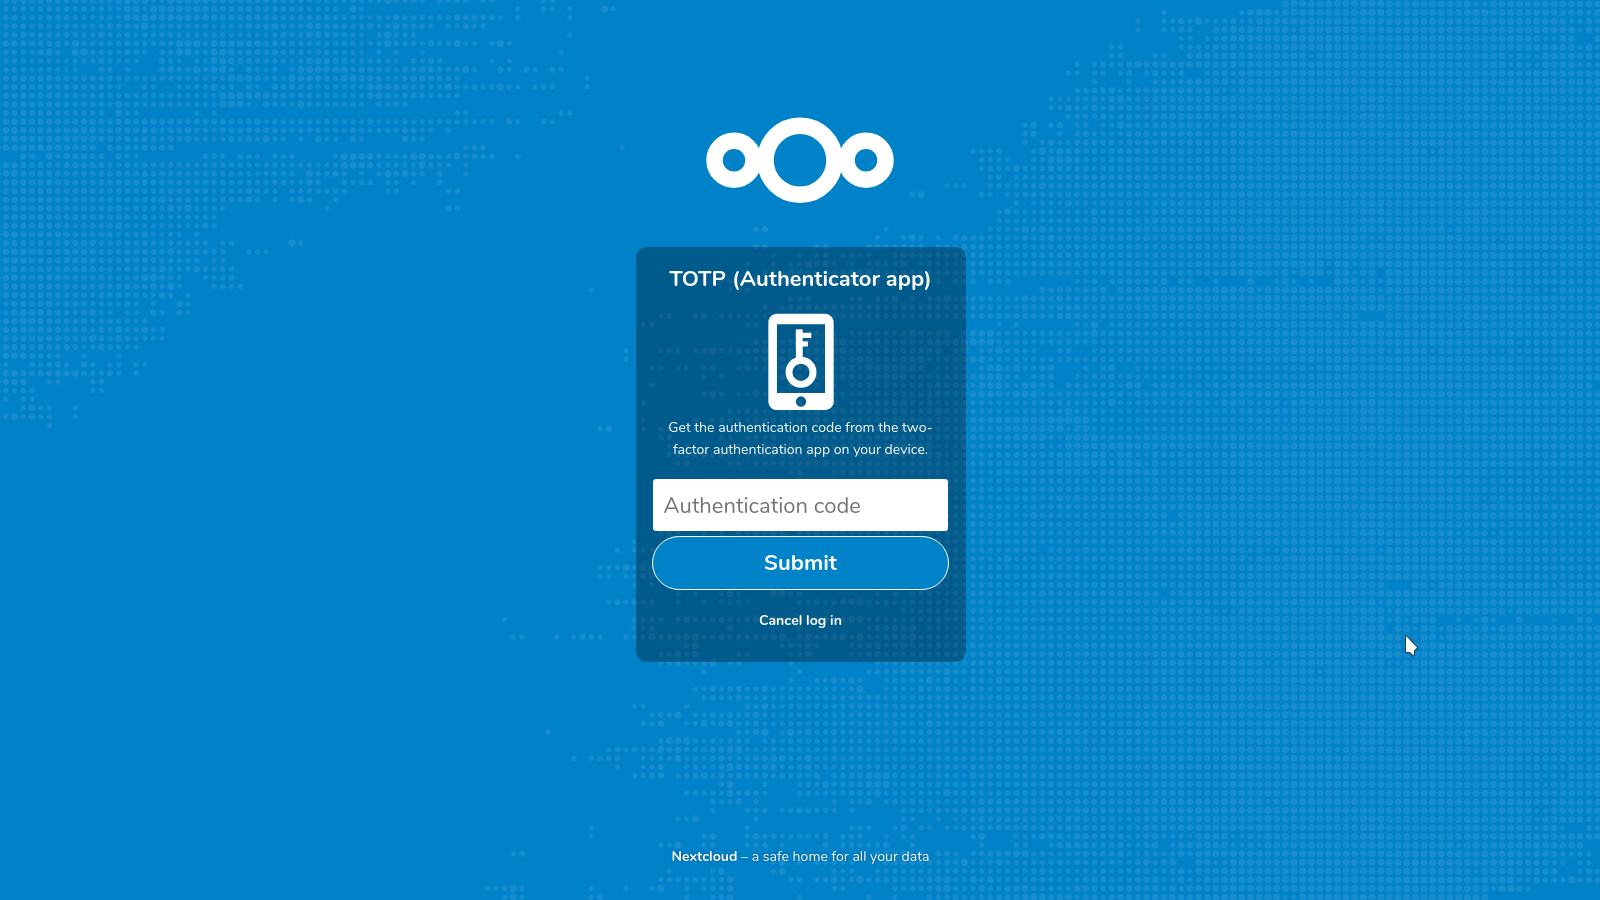 TOTP (Authenticator app)
Get the authentication code from the two-
factor authentication app on your device.
Authentication code
Submit
Cancel log in
Nextcloud – a safe home for all your data